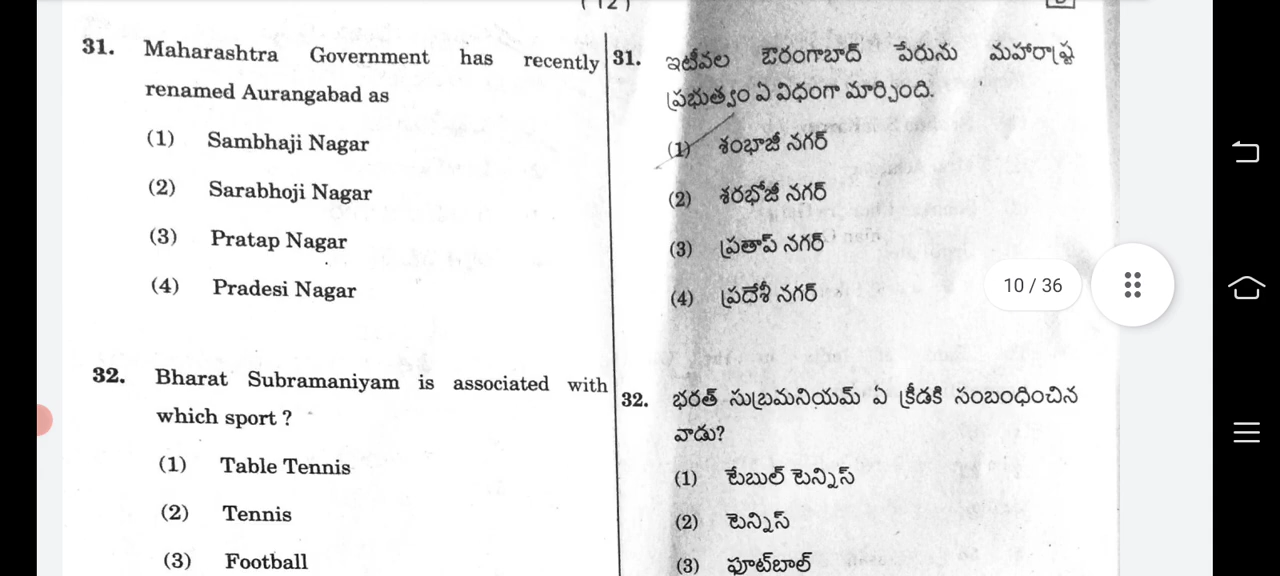 (12)
31. Maharashtra Government has recently
renamed Aurangabad as
(1) Sambhaji Nagar
(2) Sarabhoji Nagar
(3) Pratap Nagar
(4) Pradesi Nagar
32. Bharat Subramaniyam is associated with
which sport ?
(1) Table Tennis
(2) Tennis
(3) Football
31. ఇటీవల ఔరంగాబాద్ పేరును మహారాష్ట్ర
ప్రభుత్వం ఏ విధంగా మార్చింది.
(1) శంభాజీ నగర్
(2) శరభోజీ నగర్
(3) ప్రతాప్ నగర్
(4) ప్రదేశీ నగర్
32. భరత్ సుబ్రమనియమ్ ఏ క్రీడకి సంబంధించిన
వాడు?
(1) టేబుల్ టెన్నిస్
(2) టెన్నిస్
(3) ఫూట్‌బాల్
10 / 36